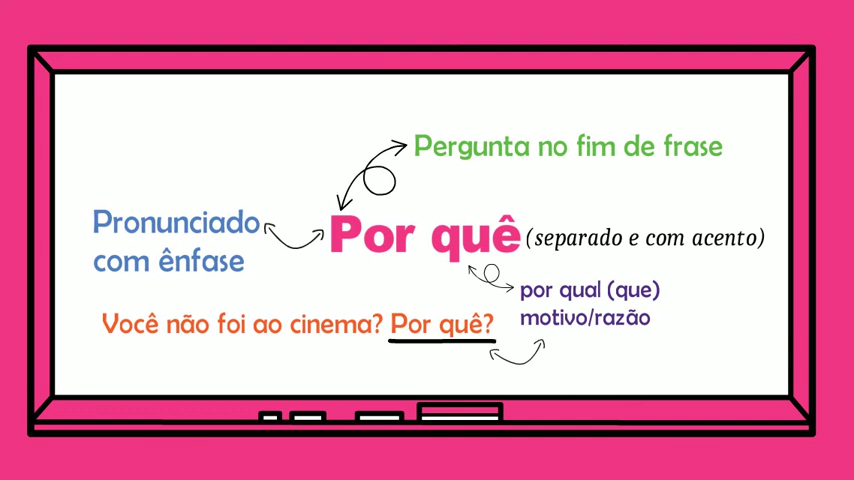 Pergunta no fim de frase
Pronunciado
com ênfase
Por quê (separado e com acento)
por qual (que)
motivo/razão
Você não foi ao cinema? Por quê?